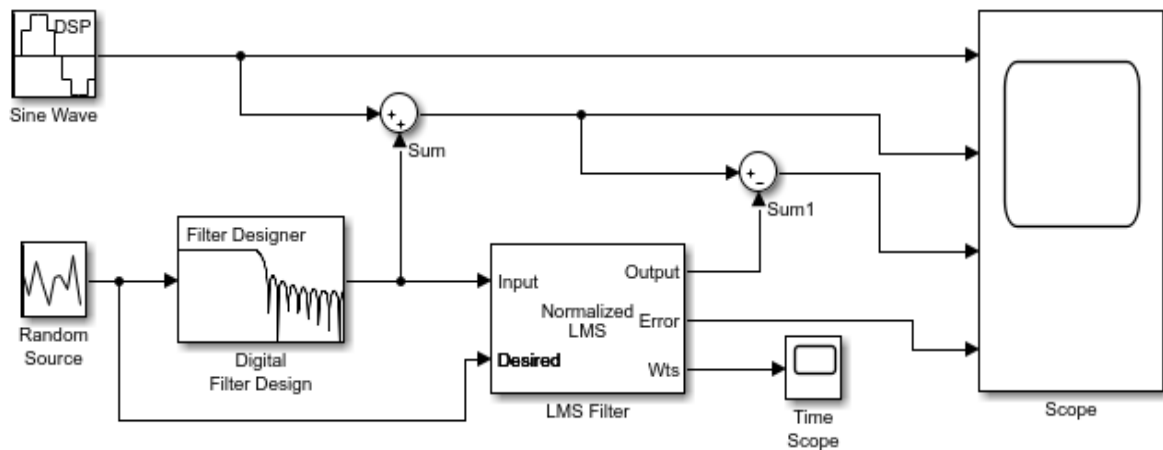 DSP
Sine Wave
Sum
Sum1
Filter Designer
Digital
Filter Design
Random
Source
Input
Desired
Normalized
LMS
Output
Error
Wts
LMS Filter
Time
Scope
Scope